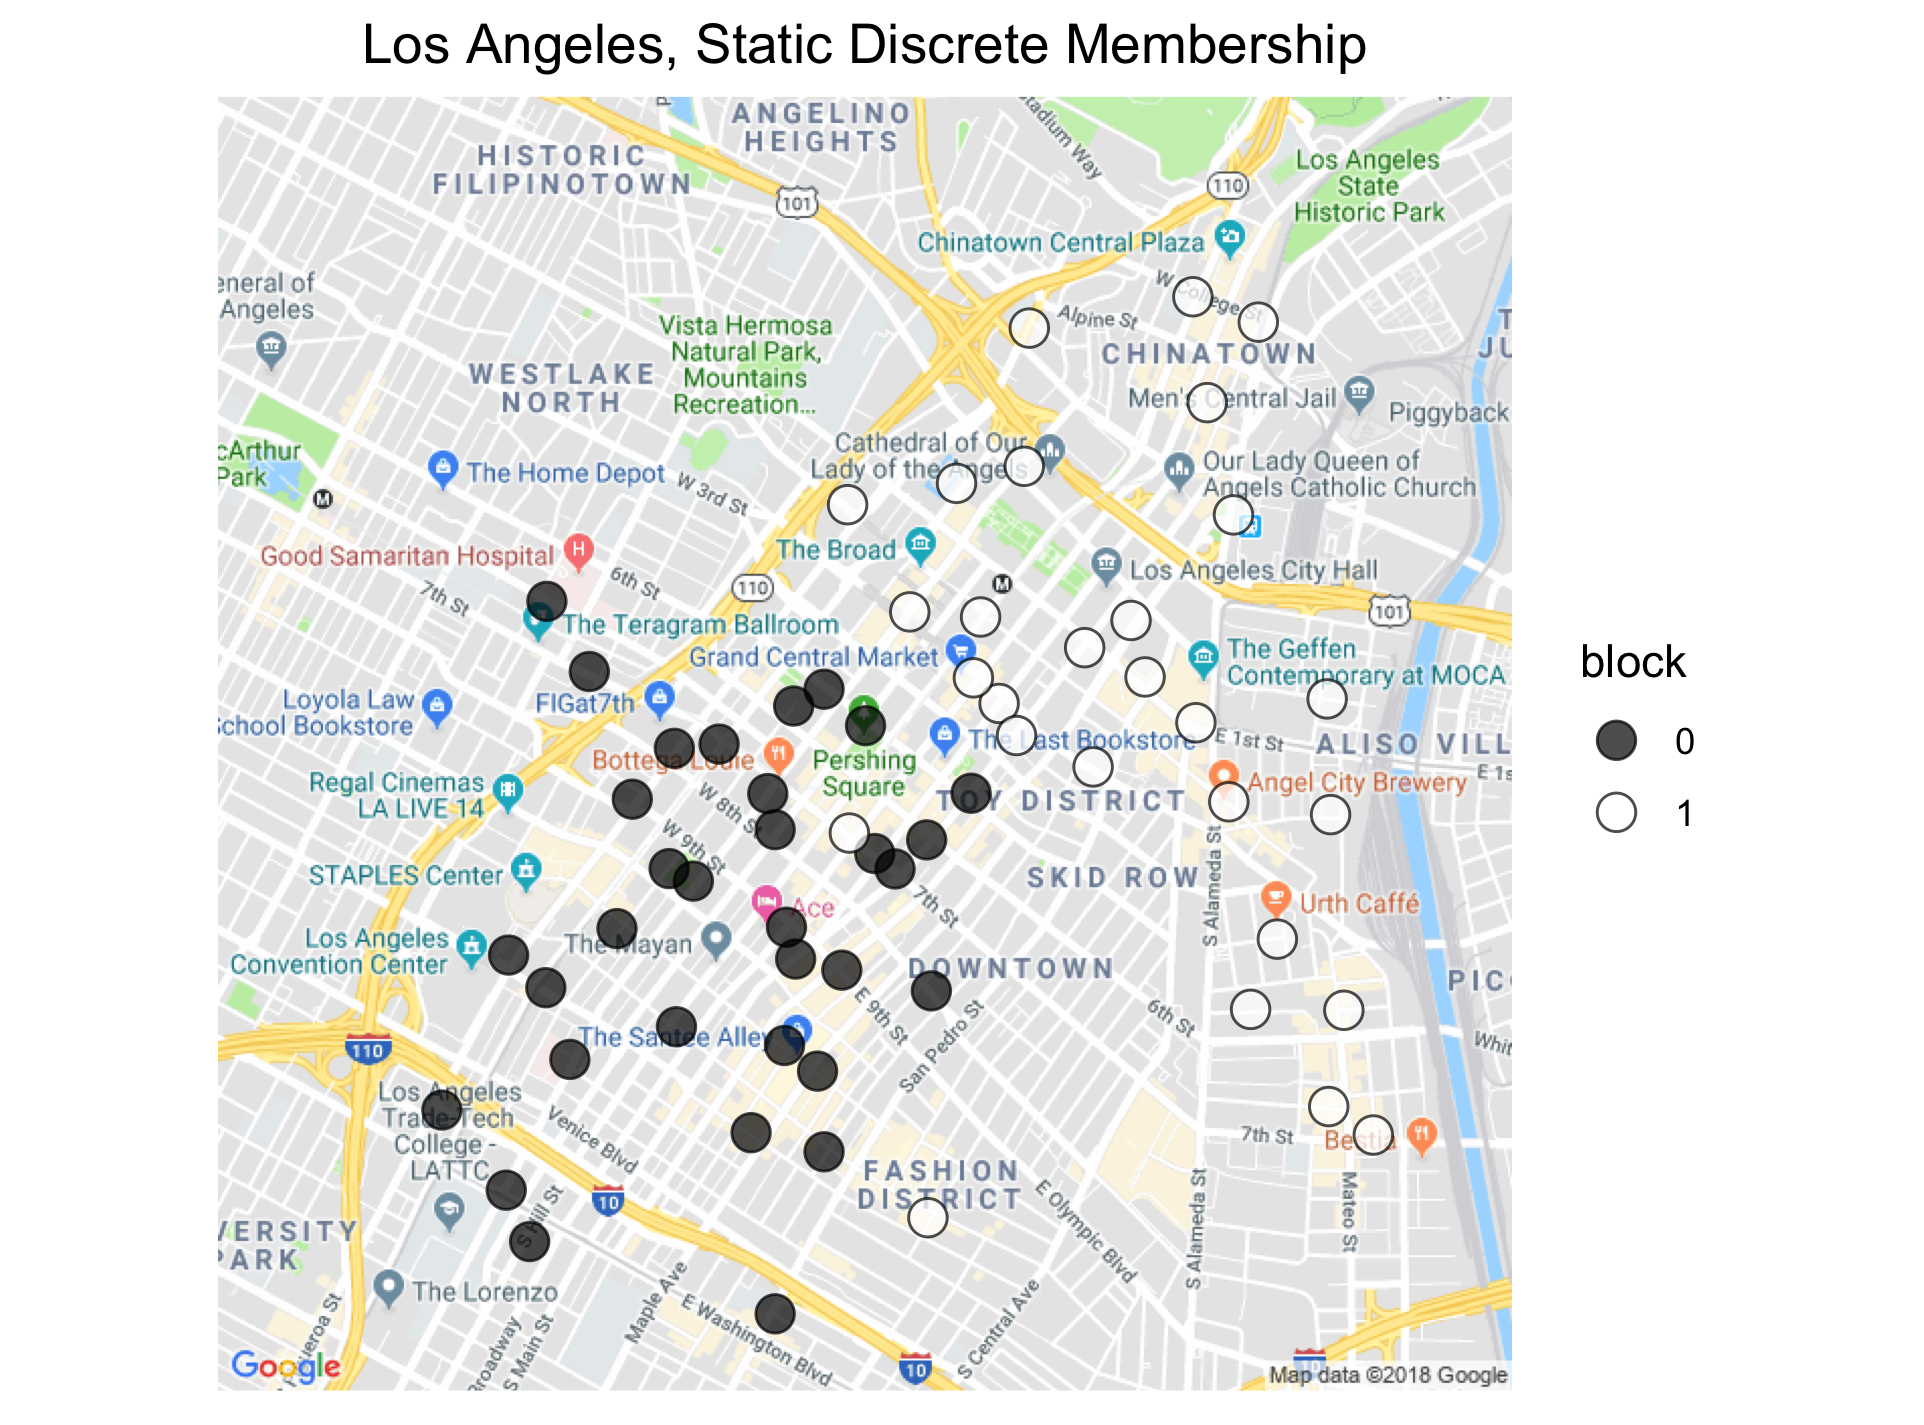 Los Angeles, Static Discrete Membership
ANGELINO
HEIGHTS
Stadium Way
HISTORIC
FILIPINOTOWN
101
110
Los Angeles
State
Historic Park
Chinatown Central Plaza
W College St
eneral of
Angeles
Alpine St
Vista Hermosa
Natural Park,
Mountains
Recreation...
CHINATOWN
WESTLAKE
NORTH
Men's Central Jail
Piggyback
Cathedral of Our
Lady of the Angels
cArthur
Park
M
The Home Depot
W 3rd St
Our Lady Queen of
Angels Catholic Church
Good Samaritan Hospital
H
The Broad
Los Angeles City Hall
M
6th St
7th St
110
101
The Teragram Ballroom
Grand Central Market
The Geffen
Contemporary at MOCA
Loyola Law
School Bookstore
FIGat7th
The Last Bookstore
E 1st St
ALISO VILL
E 1s
Bottega Louie
Pershing
Square
Regal Cinemas
LA LIVE 14
W 8th St
TOY DISTRICT
Angel City Brewery
W 9th St
STAPLES Center
SKID ROW
S Alameda St
Ace
7th St
Urth Caffé
Los Angeles
Convention Center
The Mayan
DOWNTOWN
PICO
E 9th St
San Pedro St
6th St
The Santee Alley
110
Whit
Los Angeles
Trade-Tech
College -
LATTC
Venice Blvd
7th St
Bestia
FASHION
DISTRICT
10
S Hill St
E Olympic Blvd
S Alameda St
Mateo St
VERSITY
PARK
The Lorenzo
Maple Ave
E Washington Blvd
S Central Ave
ueroa St
Broadway
S Main St
10
10
Google
Map data ©2018 Google
block
0
1